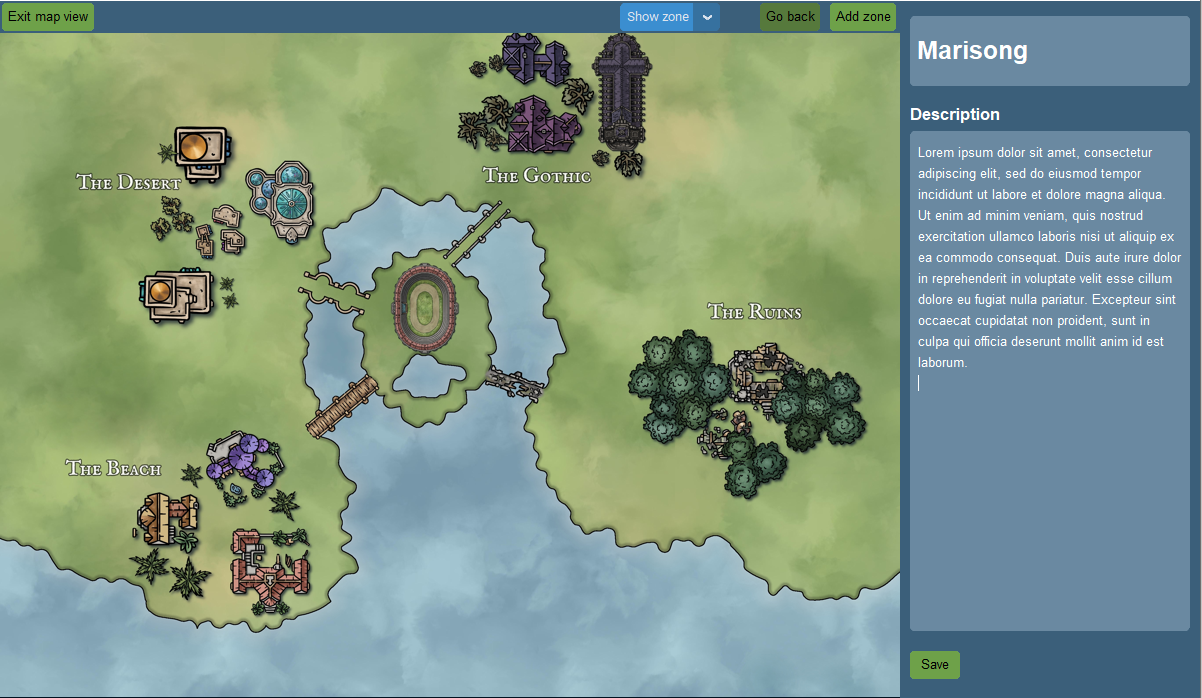 Exit map view
Show zone
Go back
Add zone
Marisong
Description
Lorem ipsum dolor sit amet, consectetur
adipiscing elit, sed do eiusmod tempor
incididunt ut labore et dolore magna aliqua.
Ut enim ad minim veniam, quis nostrud
exercitation ullamco laboris nisi ut aliquip ex
ea commodo consequat. Duis aute irure dolor
in reprehenderit in voluptate velit esse cillum
dolore eu fugiat nulla pariatur. Excepteur sint
occaecat cupidatat non proident, sunt in
culpa qui officia deserunt mollit anim id est
laborum.
Save
The Gothic
The Desert
The Ruins
The Beach